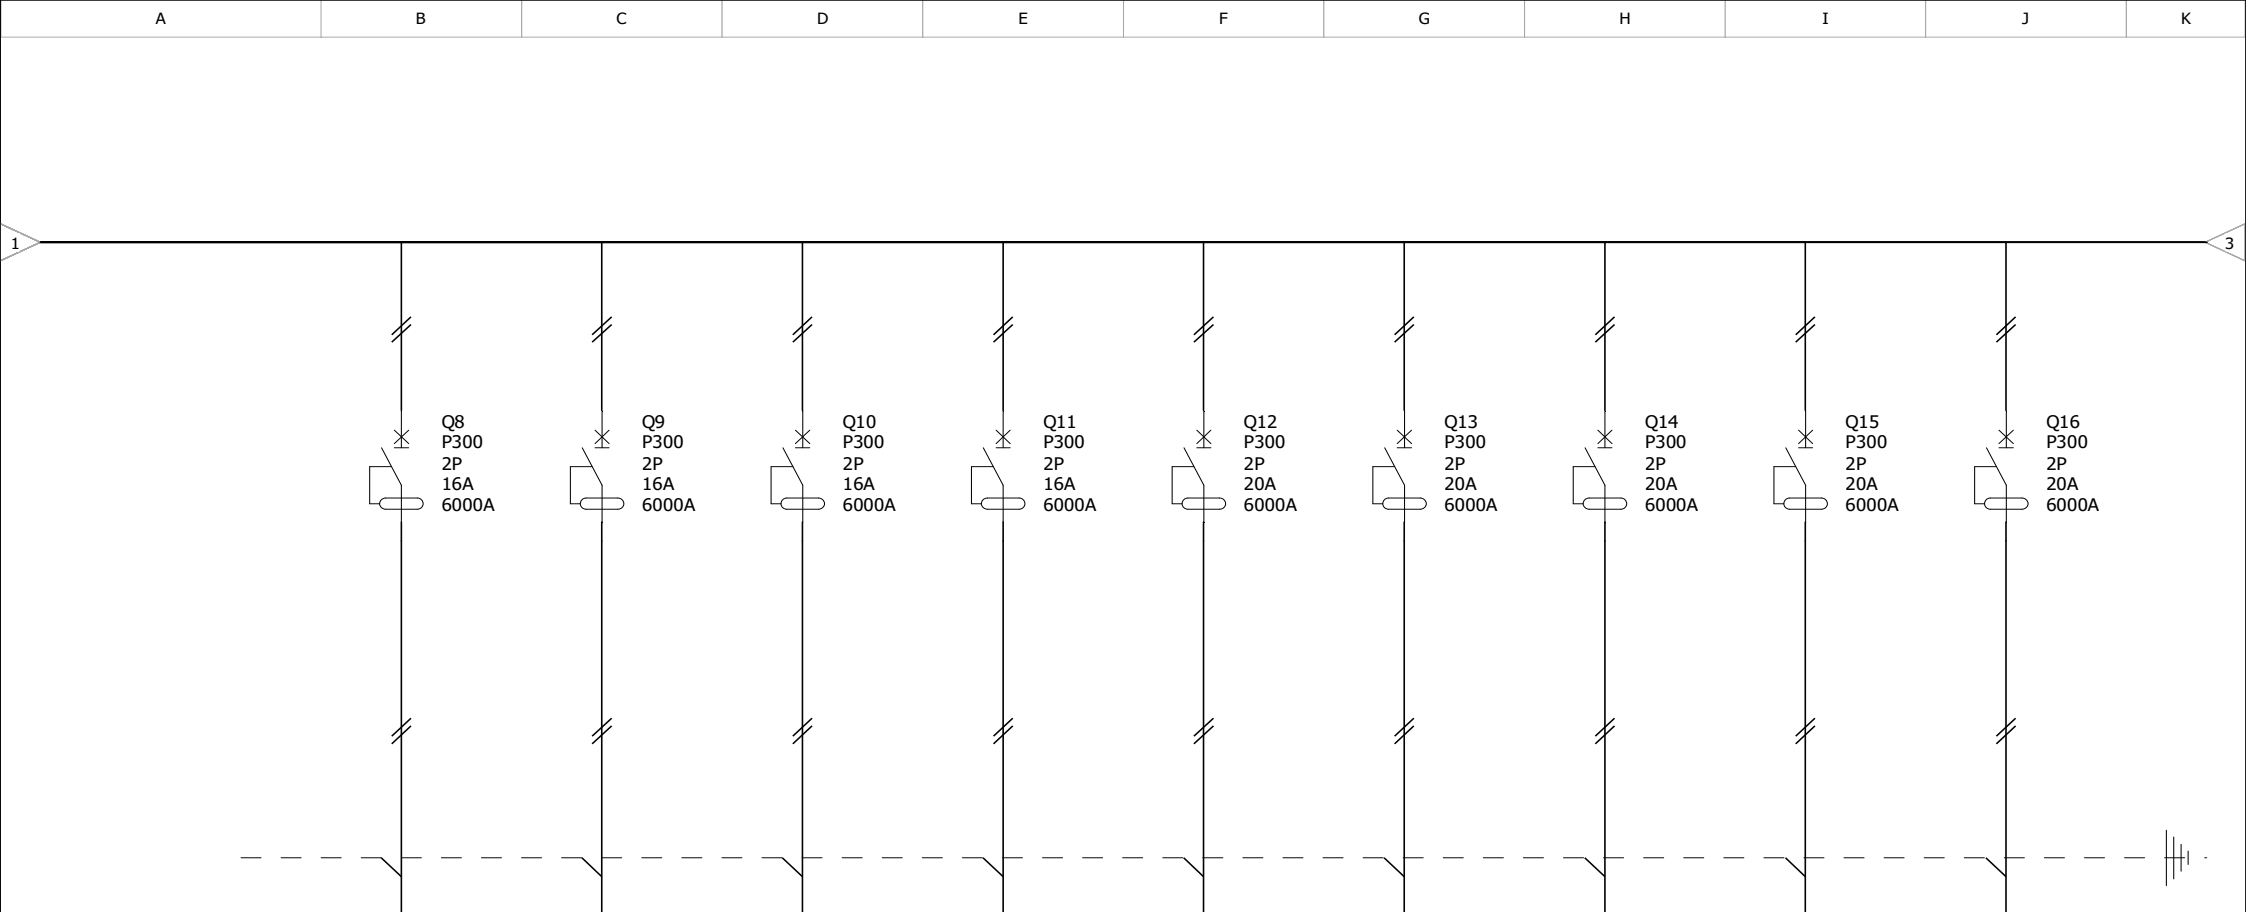 A B C D E F G H I J K
1 3
Q8 Q9 Q10 Q11 Q12 Q13 Q14 Q15 Q16
P300 P300 P300 P300 P300 P300 P300 P300 P300
2P 2P 2P 2P 2P 2P 2P 2P 2P
16A 16A 16A 16A 20A 20A 20A 20A 20A
6000A 6000A 6000A 6000A 6000A 6000A 6000A 6000A 6000A